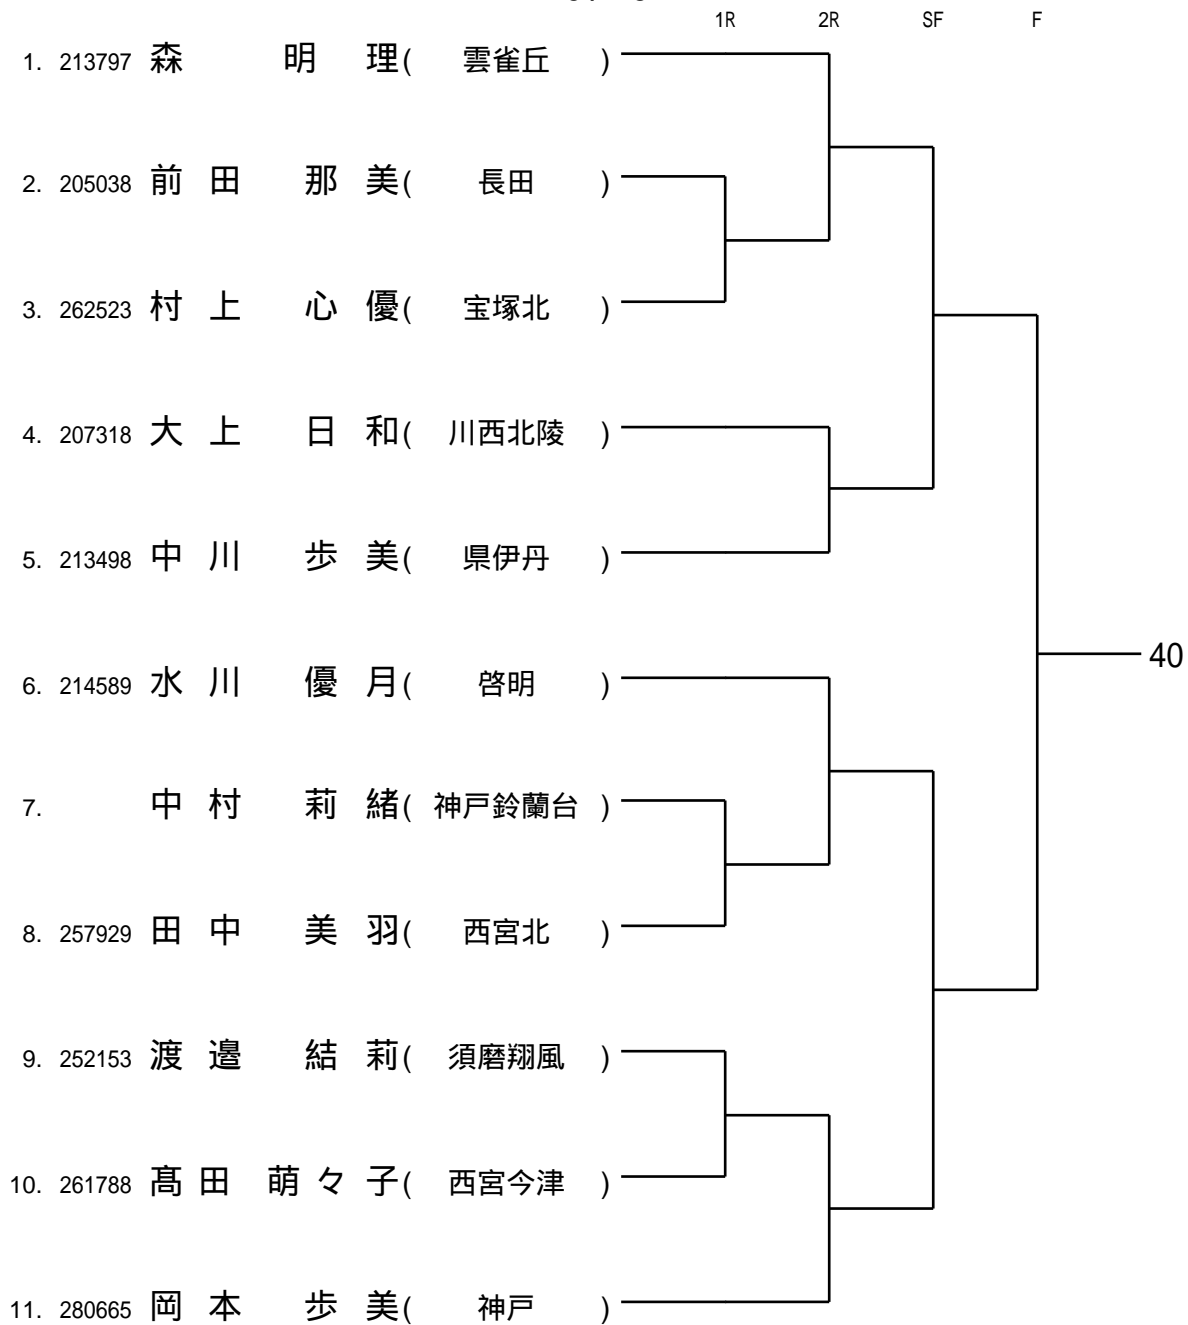 1R 2R SF F
1. 213797 森 明 理( 雲雀丘 )
2. 205038 前 田 那 美( 長田 )
3. 262523 村 上 心 優( 宝塚北 )
4. 207318 大 上 日 和( 川西北陵 )
5. 213498 中 川 歩 美( 県伊丹 )
40
6. 214589 水 川 優 月( 啓明 )
7. 中 村 莉 緒( 神戸鈴蘭台 )
8. 257929 田 中 美 羽( 西宮北 )
9. 252153 渡 邉 結 莉( 須磨翔風 )
10. 261788 髙 田 萌 々 子( 西宮今津 )
11. 280665 岡 本 歩 美( 神戸 )